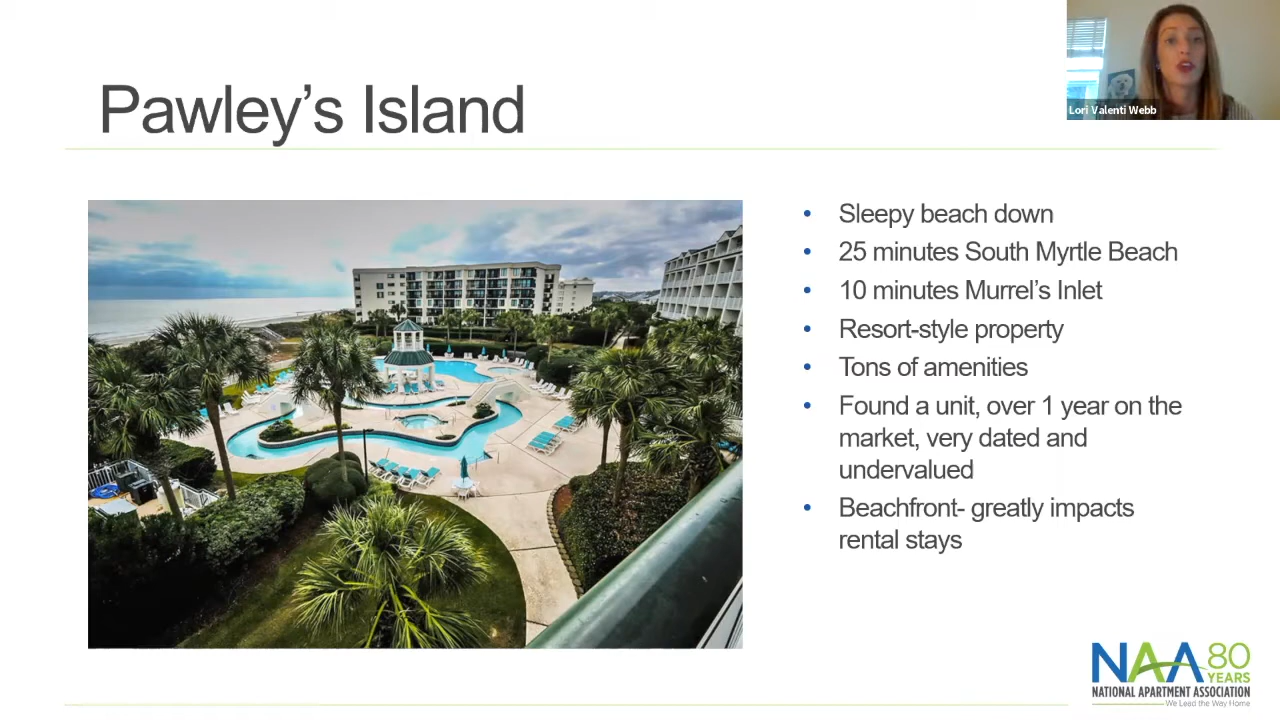 Pawley’s Island
Lori Valenti Webb
• Sleepy beach down
• 25 minutes South Myrtle Beach
• 10 minutes Murrel’s Inlet
• Resort-style property
• Tons of amenities
• Found a unit, over 1 year on the
market, very dated and
undervalued
• Beachfront- greatly impacts
rental stays
NAA 80
YEARS
NATIONAL APARTMENT ASSOCIATION
We Lead the Way Home